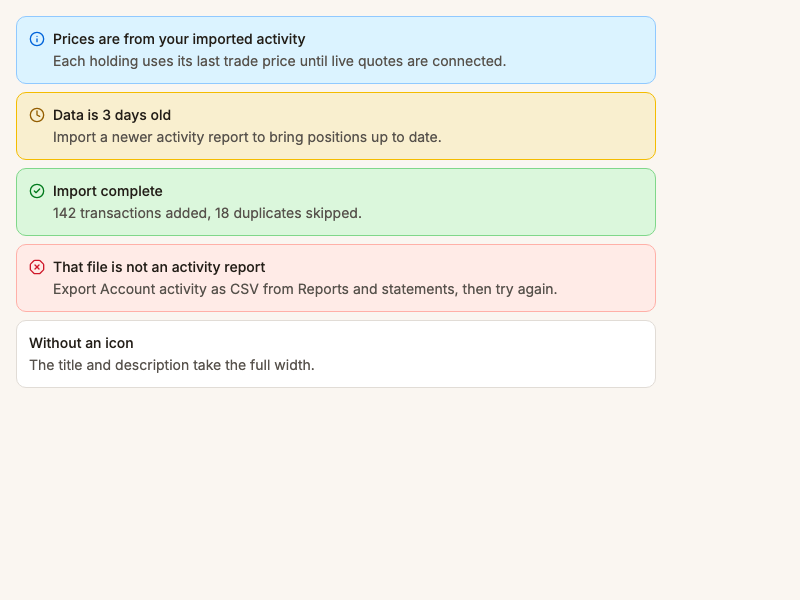 Prices are from your imported activity
Each holding uses its last trade price until live quotes are connected.
Data is 3 days old
Import a newer activity report to bring positions up to date.
Import complete
142 transactions added, 18 duplicates skipped.
That file is not an activity report
Export Account activity as CSV from Reports and statements, then try again.
Without an icon
The title and description take the full width.